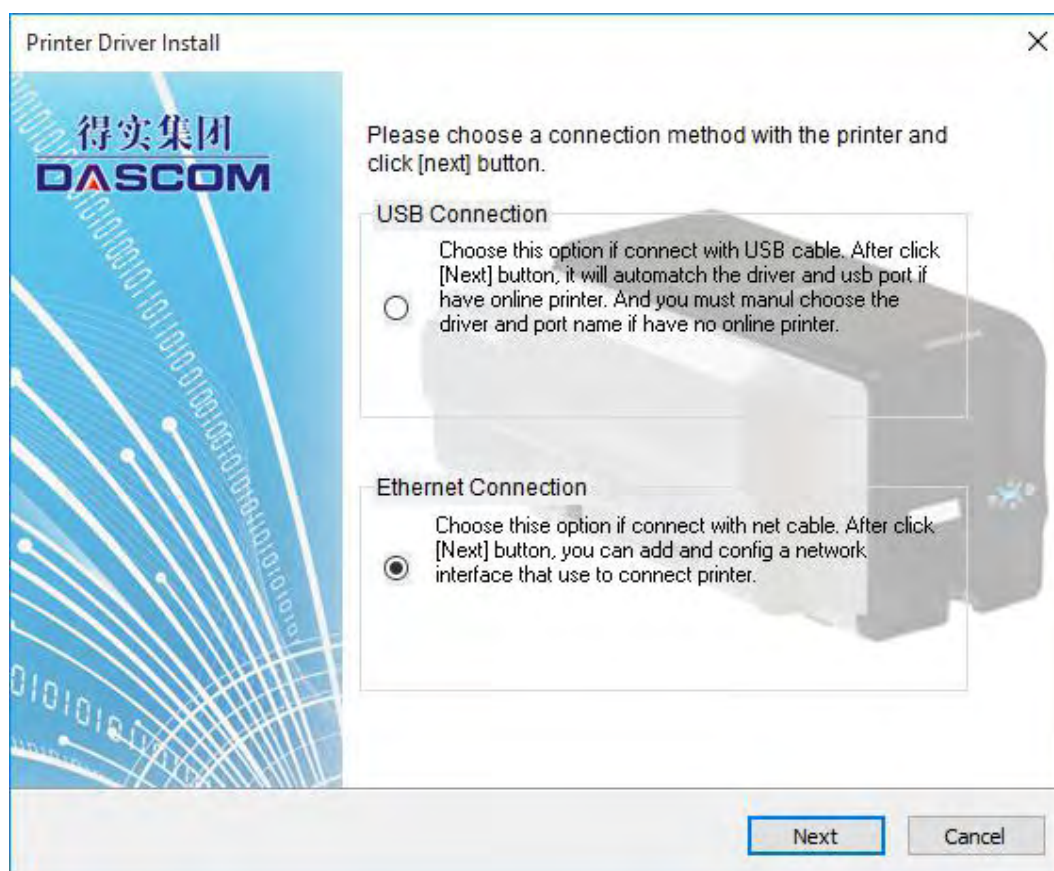 Printer Driver Install
得实集团
DASCOM
Please choose a connection method with the printer and
click [next] button.
USB Connection
Choose this option if connect with USB cable. After click
[Next] button, it will automatch the driver and usb port if
have online printer. And you must manul choose the
driver and port name if have no online printer.
Ethernet Connection
Choose thise option if connect with net cable. After click
[Next] button, you can add and config a network
interface that use to connect printer.
Next
Cancel